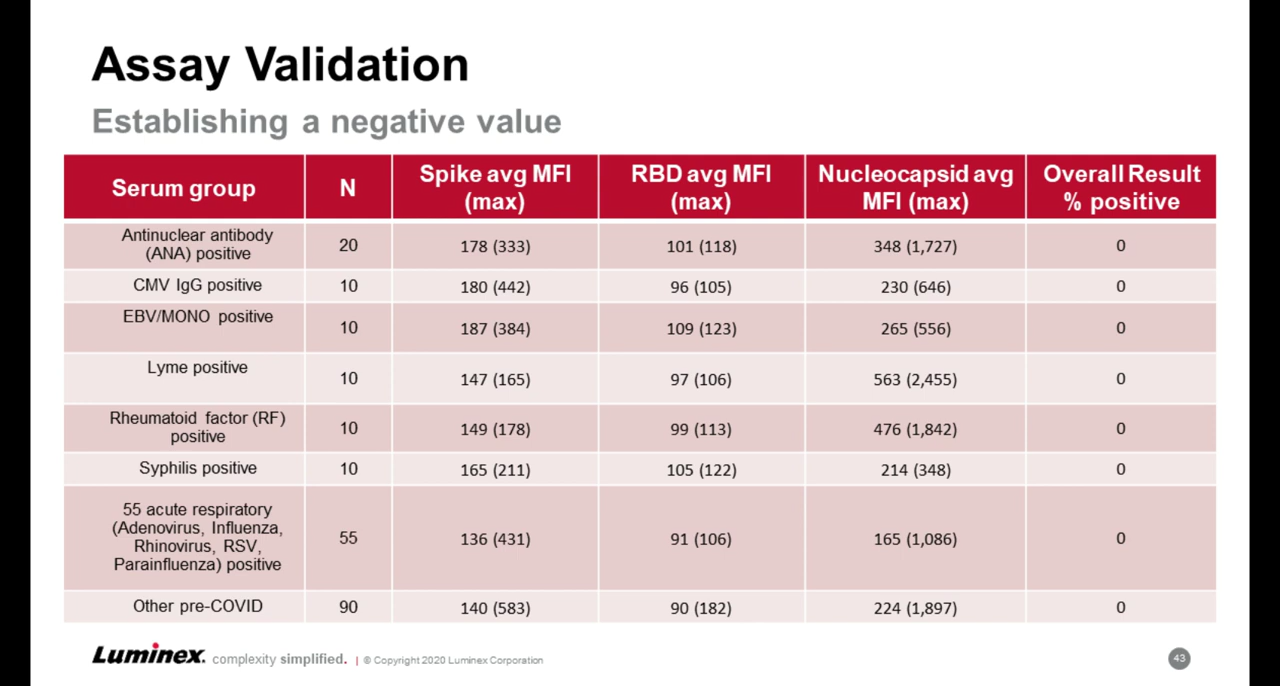 Assay Validation
Establishing a negative value
Serum group N Spike avg MFI (max) RBD avg MFI (max) Nucleocapsid avg MFI (max) Overall Result % positive
Antinuclear antibody (ANA) positive 20 178 (333) 101 (118) 348 (1,727) 0
CMV IgG positive 10 180 (442) 96 (105) 230 (646) 0
EBV/MONO positive 10 187 (384) 109 (123) 265 (556) 0
Lyme positive 10 147 (165) 97 (106) 563 (2,455) 0
Rheumatoid factor (RF) positive 10 149 (178) 99 (113) 476 (1,842) 0
Syphilis positive 10 165 (211) 105 (122) 214 (348) 0
55 acute respiratory (Adenovirus, Influenza, Rhinovirus, RSV, Parainfluenza) positive 55 136 (431) 91 (106) 165 (1,086) 0
Other pre-COVID 90 140 (583) 90 (182) 224 (1,897) 0
Luminex. complexity simplified. | © Copyright 2020 Luminex Corporation 43